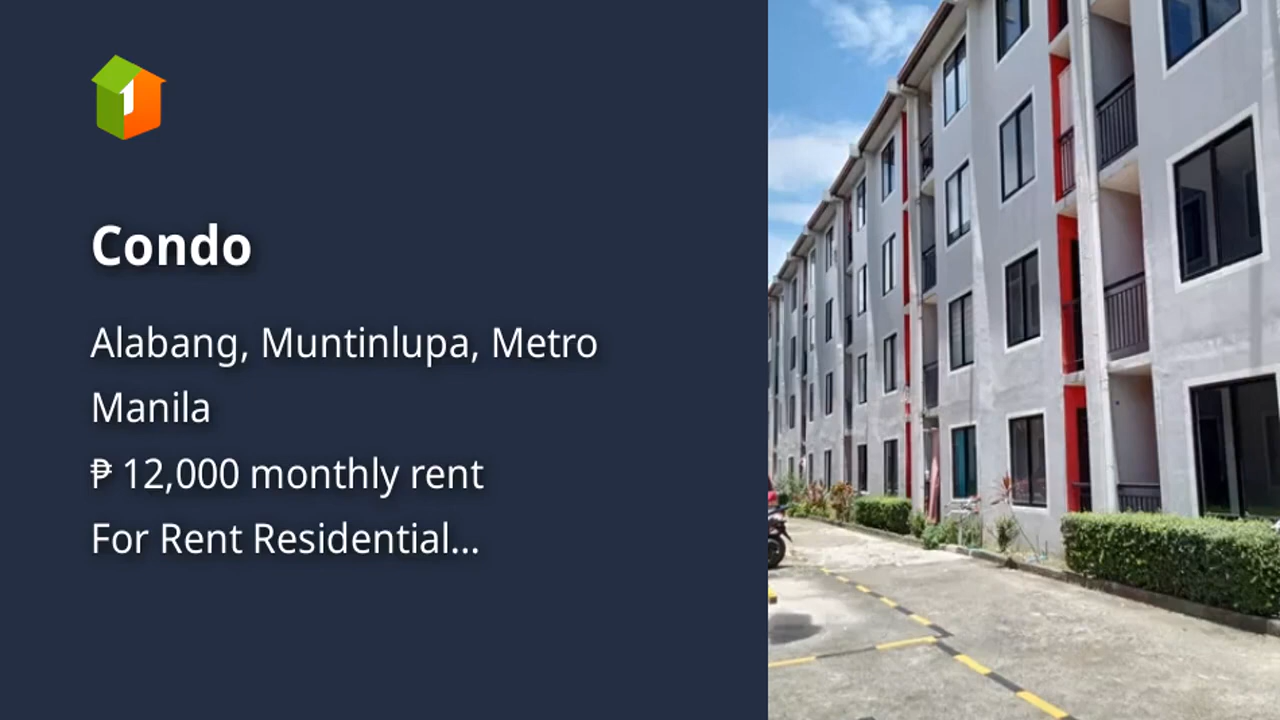 Condo
Alabang, Muntinlupa, Metro
Manila
₱ 12,000 monthly rent
For Rent Residential...